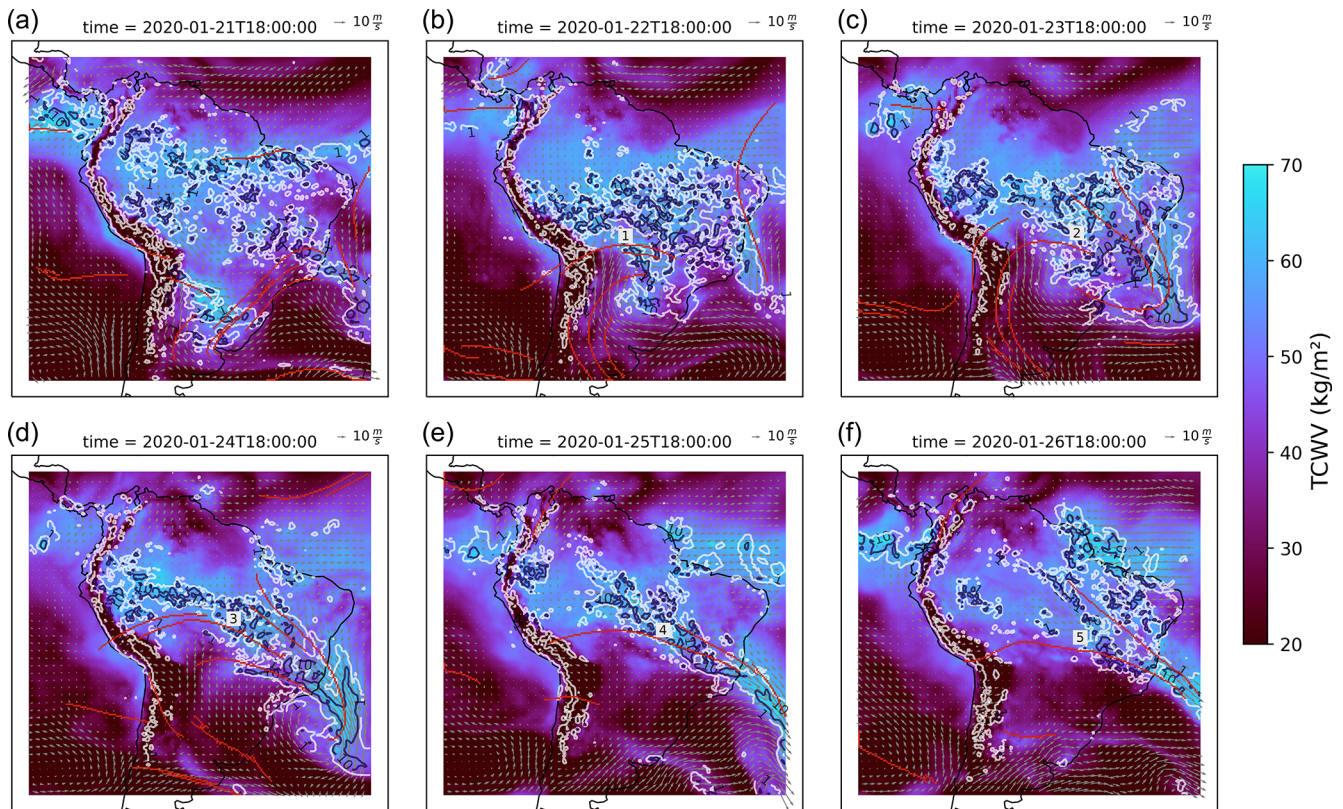 (a) time = 2020-01-21T18:00:00 → 10 m/s
(b) time = 2020-01-22T18:00:00 → 10 m/s
(c) time = 2020-01-23T18:00:00 → 10 m/s
1
2
70
60
50
40
30
20
TCWV (kg/m²)
(d) time = 2020-01-24T18:00:00 → 10 m/s
(e) time = 2020-01-25T18:00:00 → 10 m/s
(f) time = 2020-01-26T18:00:00 → 10 m/s
3
4
5